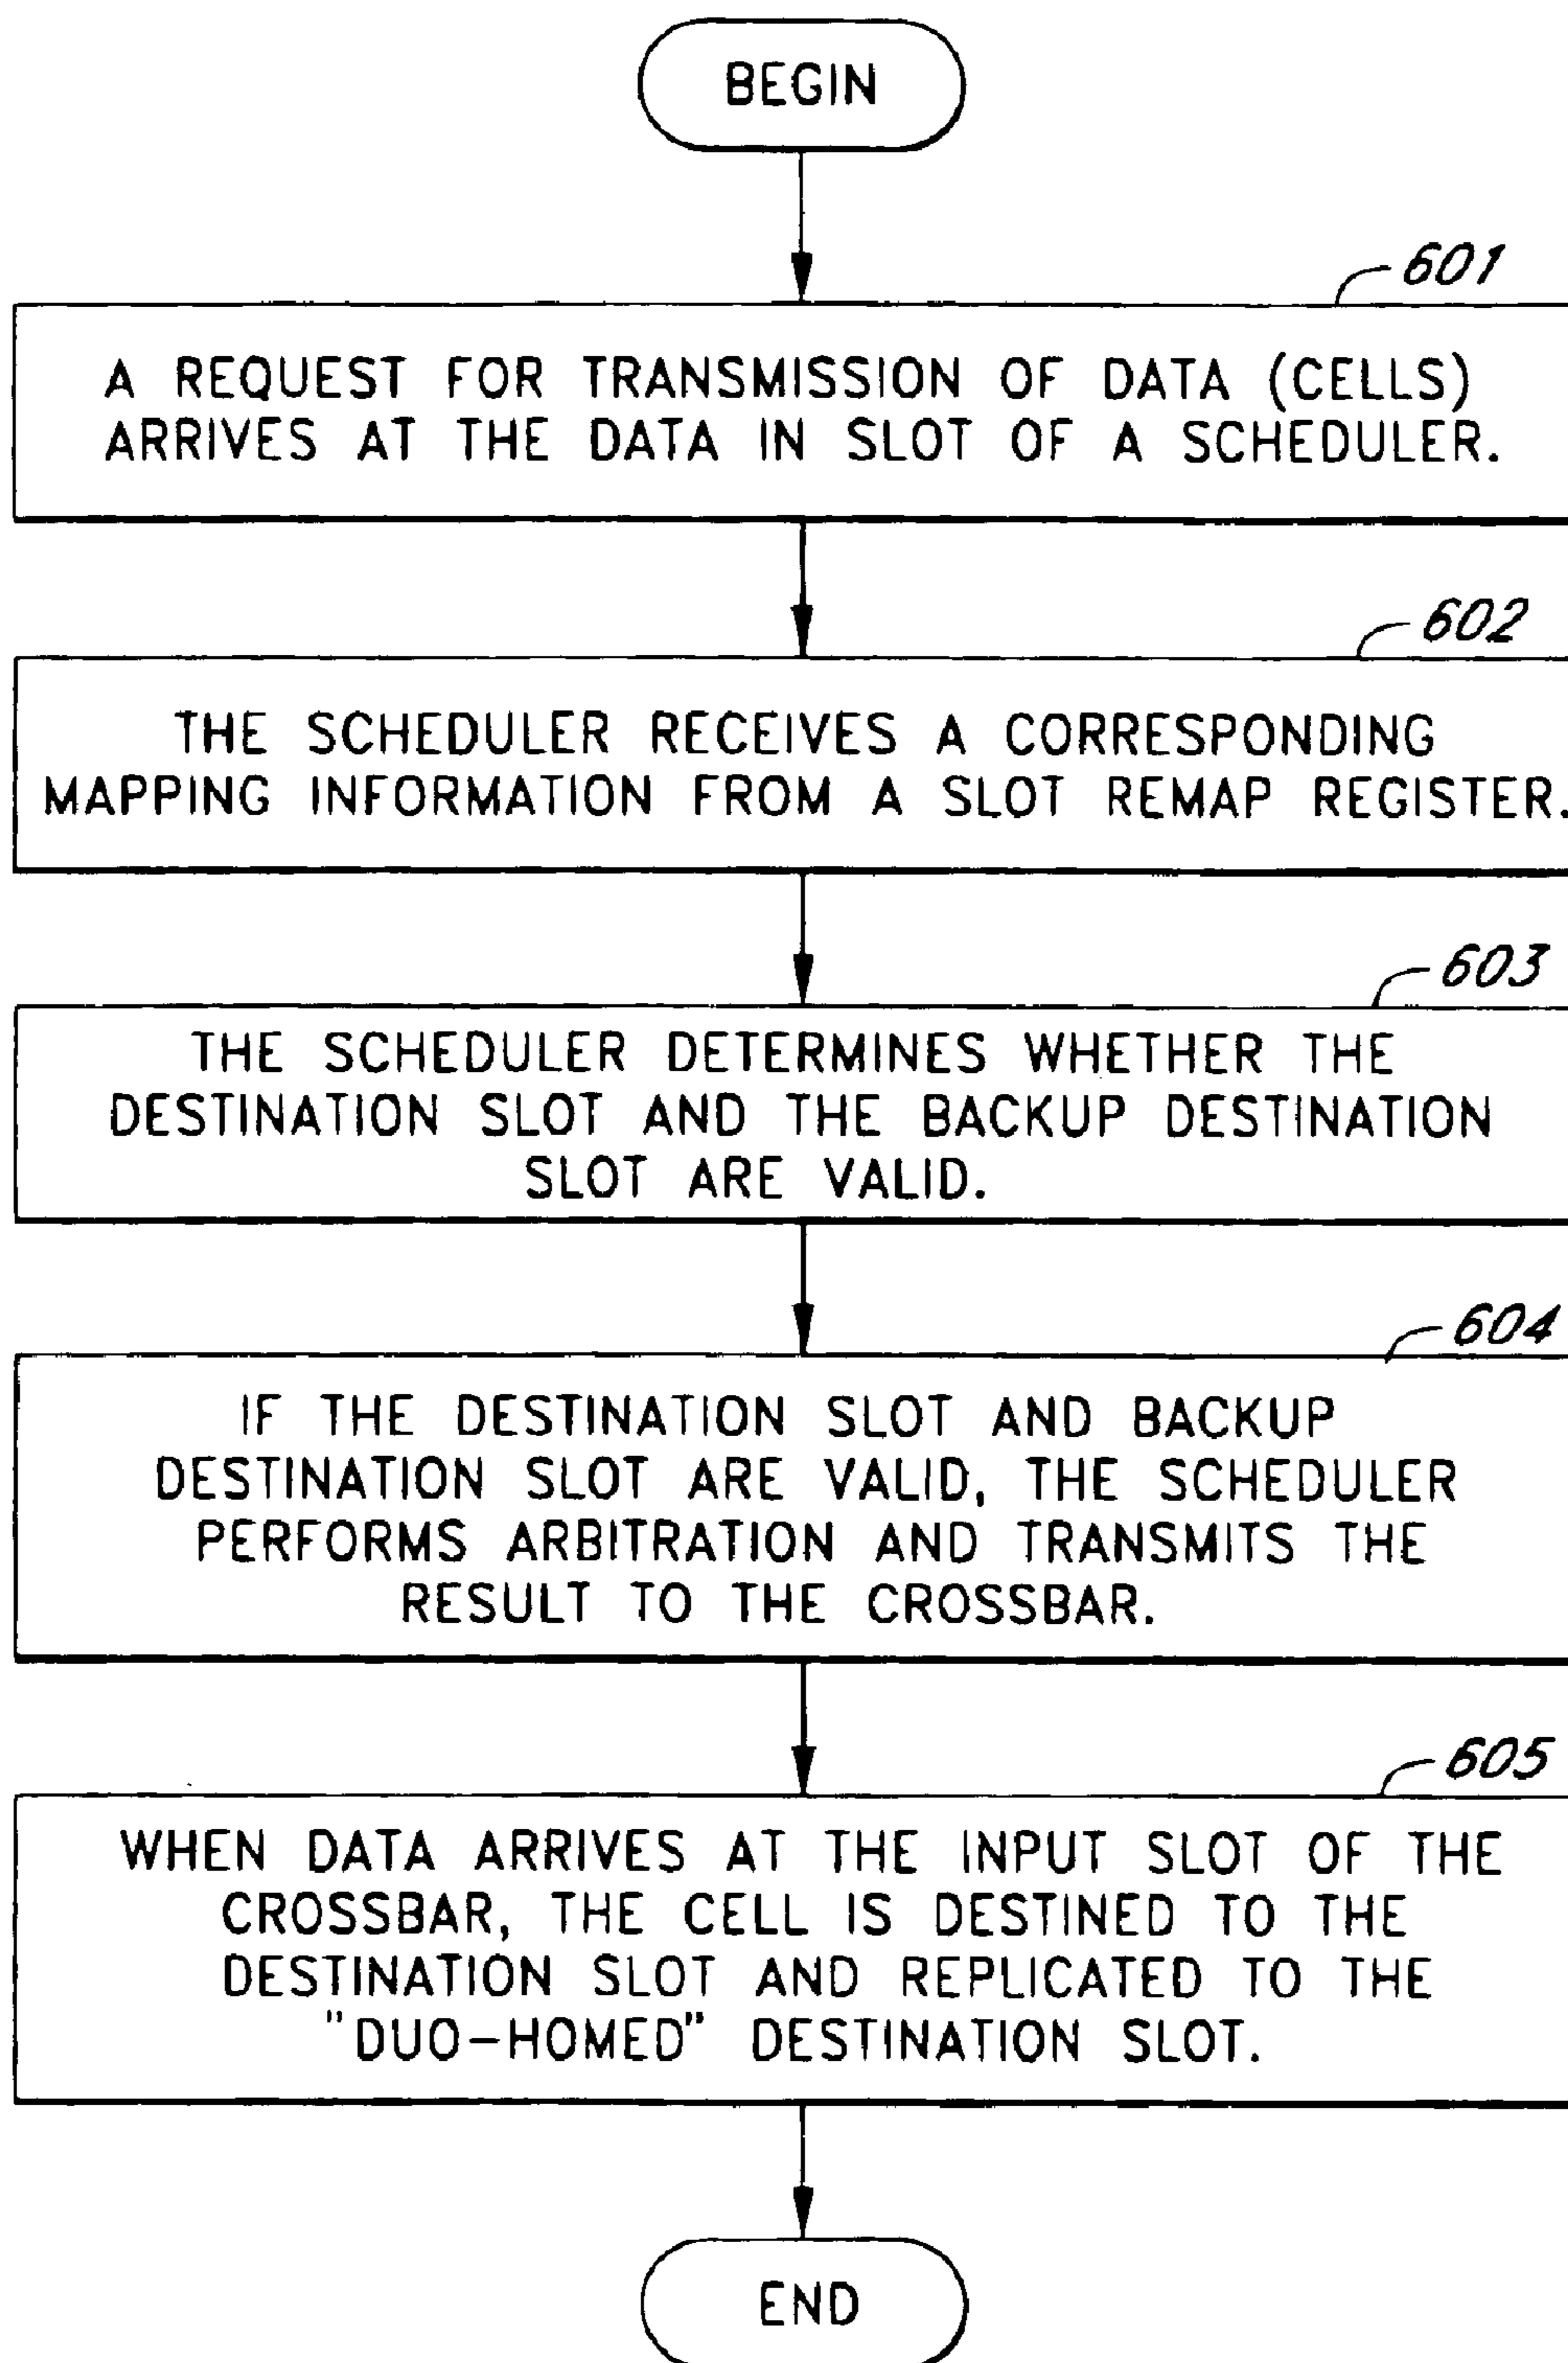 BEGIN
601
A REQUEST FOR TRANSMISSION OF DATA (CELLS)
ARRIVES AT THE DATA IN SLOT OF A SCHEDULER.
602
THE SCHEDULER RECEIVES A CORRESPONDING
MAPPING INFORMATION FROM A SLOT REMAP REGISTER.
603
THE SCHEDULER DETERMINES WHETHER THE
DESTINATION SLOT AND THE BACKUP DESTINATION
SLOT ARE VALID.
604
IF THE DESTINATION SLOT AND BACKUP
DESTINATION SLOT ARE VALID, THE SCHEDULER
PERFORMS ARBITRATION AND TRANSMITS THE
RESULT TO THE CROSSBAR.
605
WHEN DATA ARRIVES AT THE INPUT SLOT OF THE
CROSSBAR, THE CELL IS DESTINED TO THE
DESTINATION SLOT AND REPLICATED TO THE
"DUO-HOMED" DESTINATION SLOT.
END